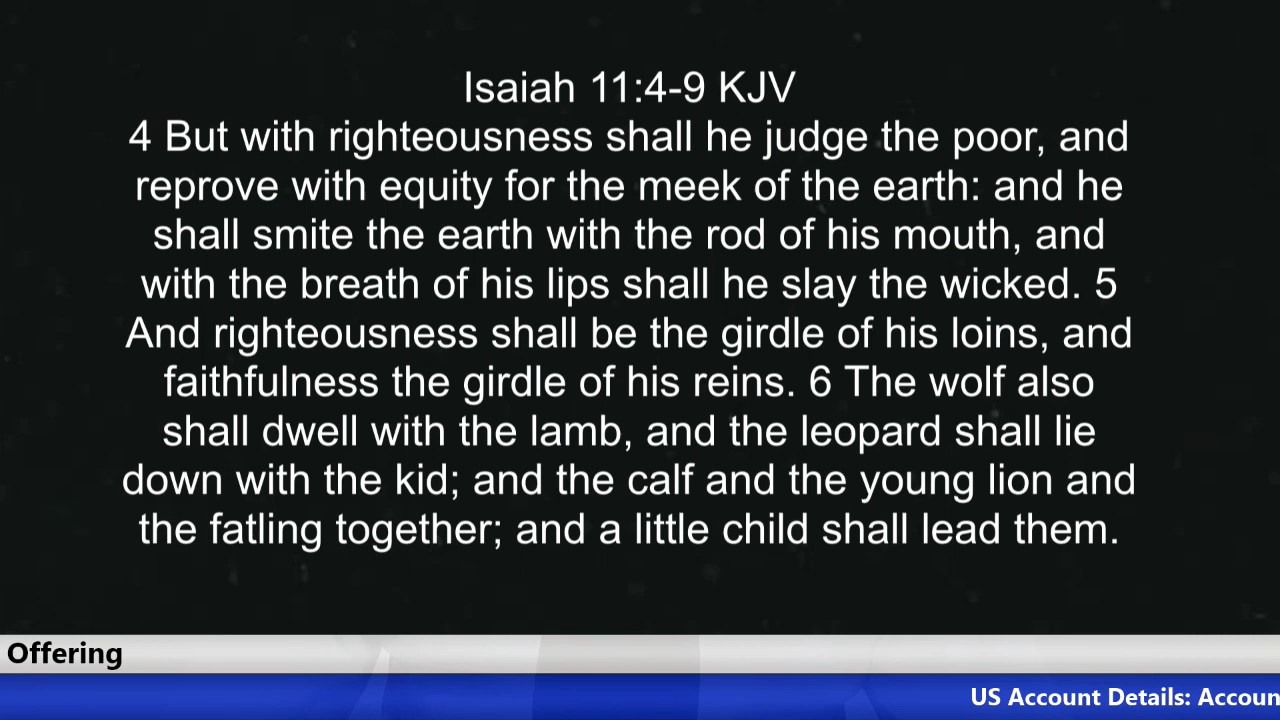 Isaiah 11:4-9 KJV
4 But with righteousness shall he judge the poor, and
reprove with equity for the meek of the earth: and he
shall smite the earth with the rod of his mouth, and
with the breath of his lips shall he slay the wicked. 5
And righteousness shall be the girdle of his loins, and
faithfulness the girdle of his reins. 6 The wolf also
shall dwell with the lamb, and the leopard shall lie
down with the kid; and the calf and the young lion and
the fatling together; and a little child shall lead them.
Offering
US Account Details: Accoun